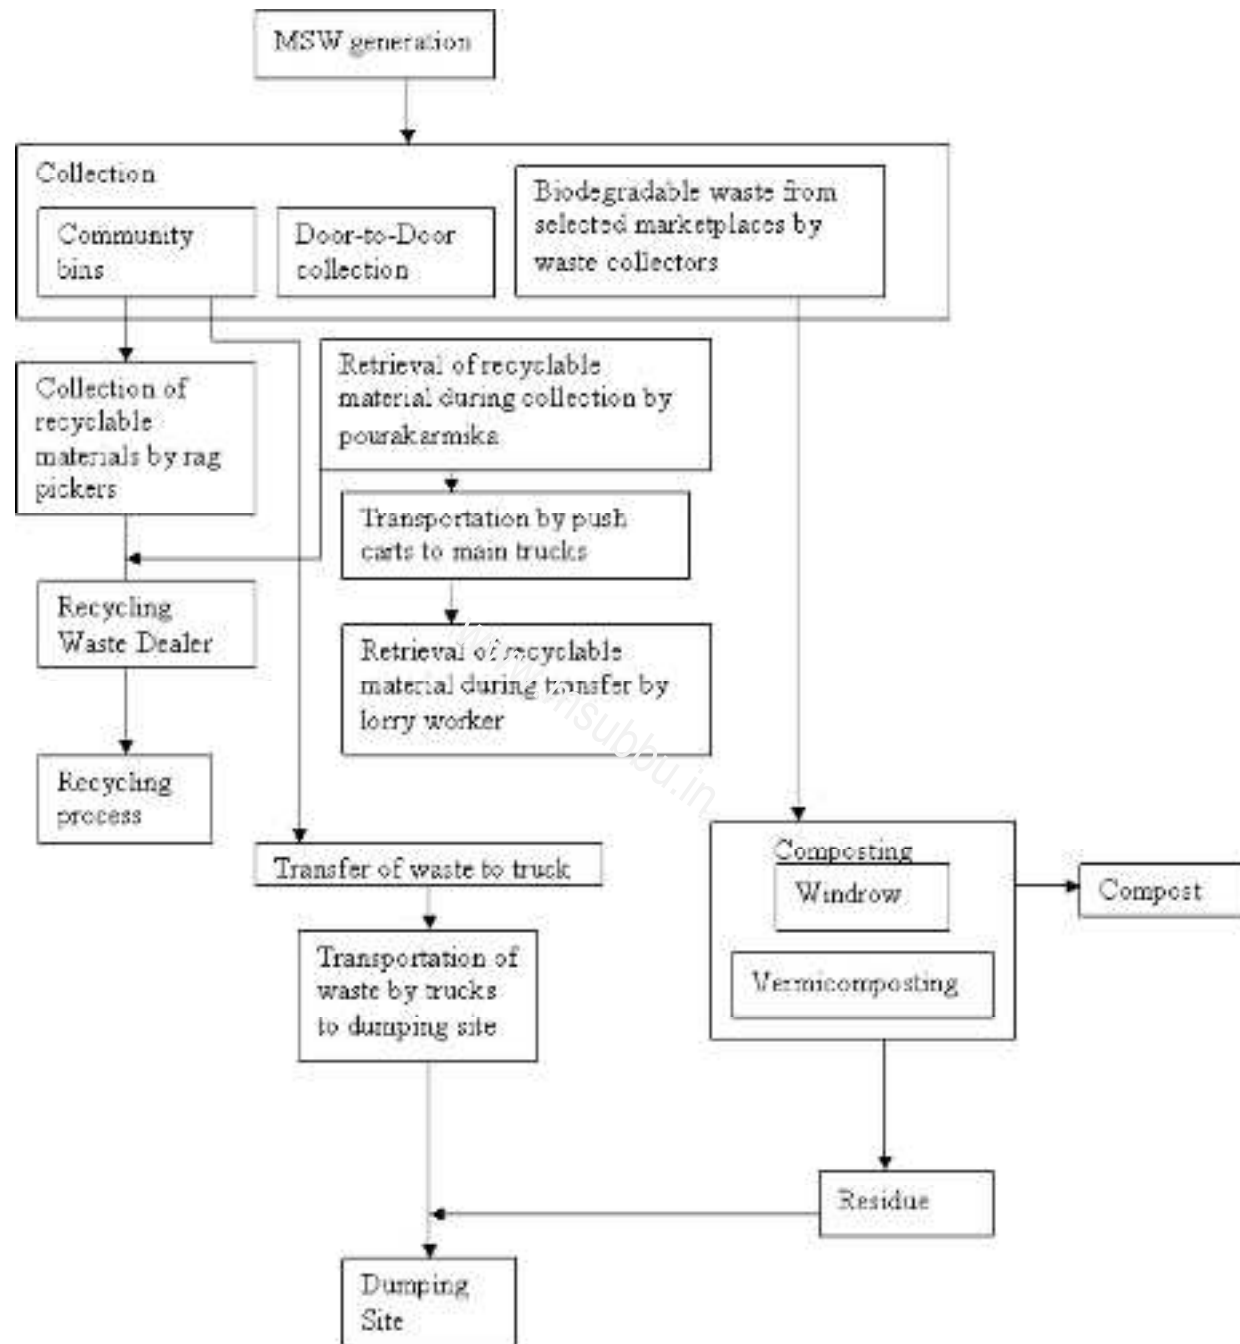 MSW generation
Collection
Community
bins
Door-to-Door
collection
Biodegradable waste from
selected marketplaces by
waste collectors
Collection of
recyclable
materials by rag
pickers
Retrieval of recyclable
material during collection by
pourakarmika
Transportation by push
carts to main trucks
Recycling
Waste Dealer
Retrieval of recyclable
material during transfer by
lorry worker
Recycling
process
Transfer of waste to truck
Composting
Windrow
Vermicomposting
Compost
Transportation of
waste by trucks
to dumping site
Residue
Dumping
Site